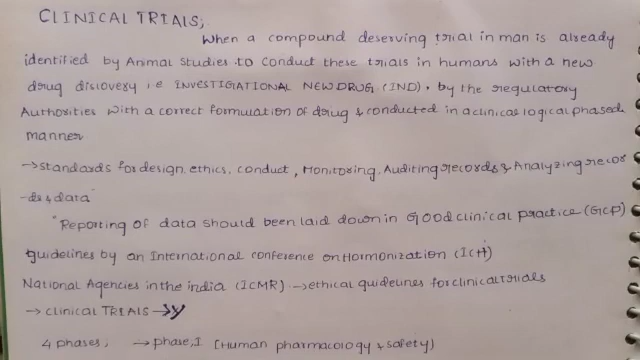 CLINICAL TRIALS;
When a compound deserving trial in man is already
identified by Animal Studies to conduct these trials in humans with a new
drug discovery i.e INVESTIGATIONAL NEW DRUG (IND). by the regulatory
Authorities with a correct formulation of drug & conducted in a clinical logical phased
manner
→ Standards for design, ethics, conduct, Monitoring, Auditing records & Analyzing recor
-ds & data
"Reporting of data should been laid down in Good clinical practice (GCP)
guidelines by an International conference on Hormonization (ICH)
National Agencies in the india (ICMR) → ethical guidelines for clinical trials
→ clinical TRIALS →
4 phases; → phase, I [Human pharmacology & safety)